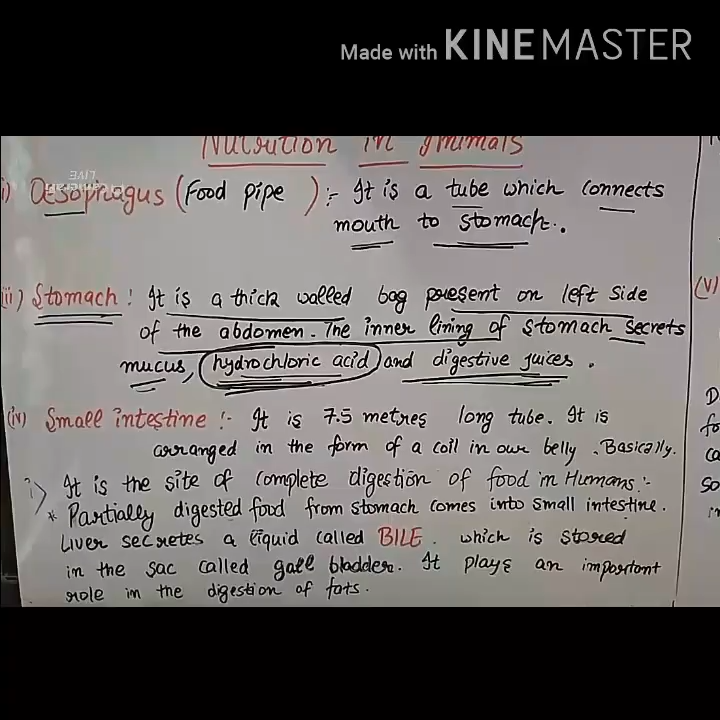 Made with KINEMASTER
Nutrition in Animals
LIVE
i) Oesophagus (Food pipe ) :- It is a tube which connects
mouth to stomach.
(iii) Stomach : It is a thick walled bag present on left side
of the abdomen. The inner lining of stomach secrets
mucus, hydrochloric acid and digestive juices .
(iv) Small intestine :- It is 7.5 metres long tube. It is
arranged in the form of a coil in our belly . Basically.
i> It is the site of complete digestion of food in Humans :-
* Partially digested food from stomach comes into small intestine.
Liver secretes a liquid called BILE. which is stored
in the sac called gall bladder. It plays an important
role in the digestion of fats.
(v)